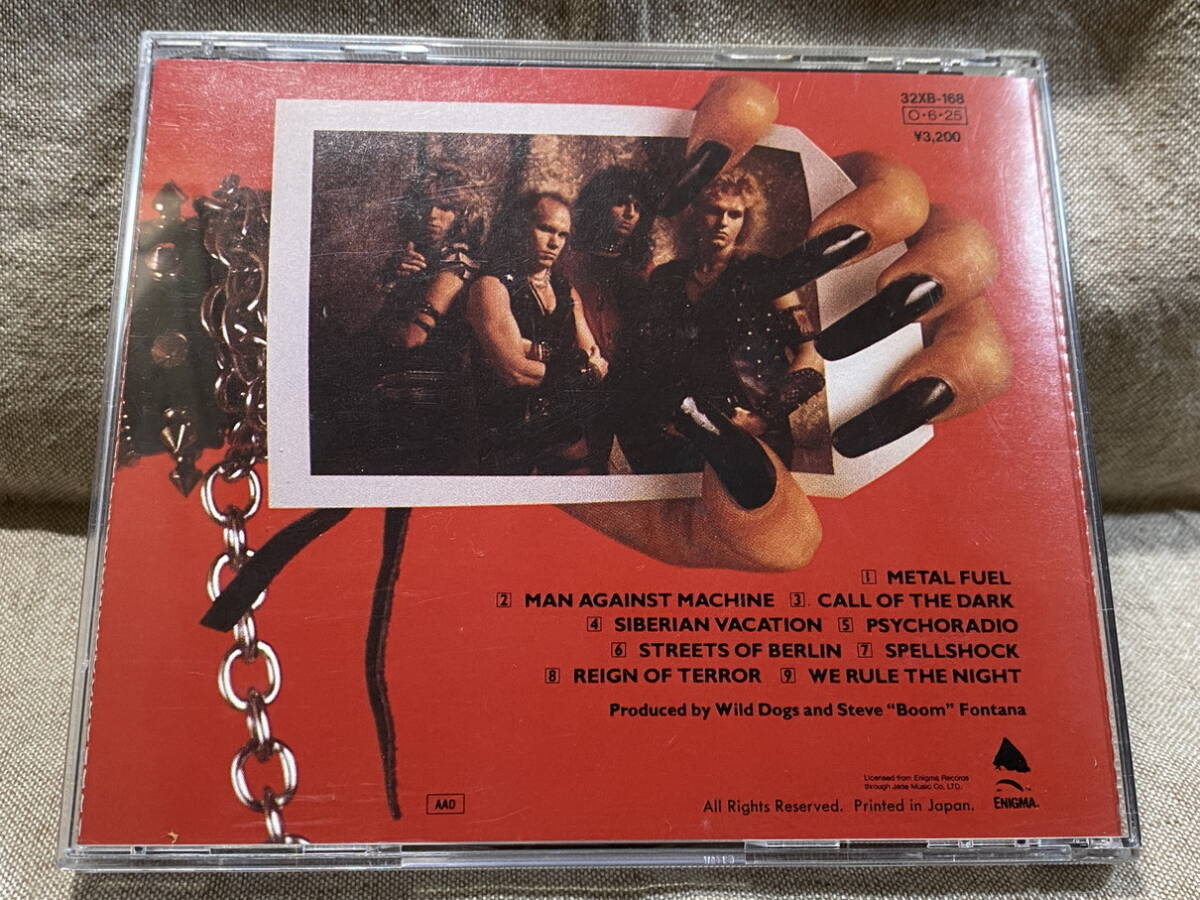 32XB-168
○・6・25
¥3,200
1 METAL FUEL
2 MAN AGAINST MACHINE 3 CALL OF THE DARK
4 SIBERIAN VACATION 5 PSYCHORADIO
6 STREETS OF BERLIN 7 SPELLSHOCK
8 REIGN OF TERROR 9 WE RULE THE NIGHT
Produced by Wild Dogs and Steve “Boom” Fontana
Licensed from Enigma Records
through Jade Music Co., LTD.
AAD
All Rights Reserved. Printed in Japan.
ENIGMA